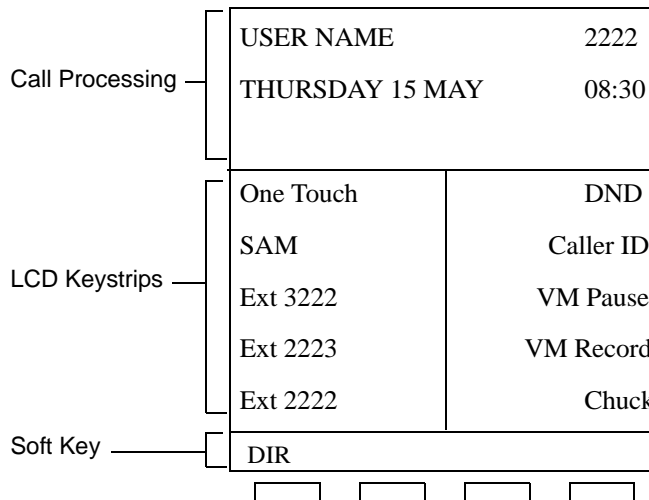 USER NAME 2222
Call Processing
THURSDAY 15 MAY 08:30
One Touch DND
SAM Caller ID
LCD Keystrips
Ext 3222 VM Pause
Ext 2223 VM Record
Ext 2222 Chuck
Soft Key
DIR